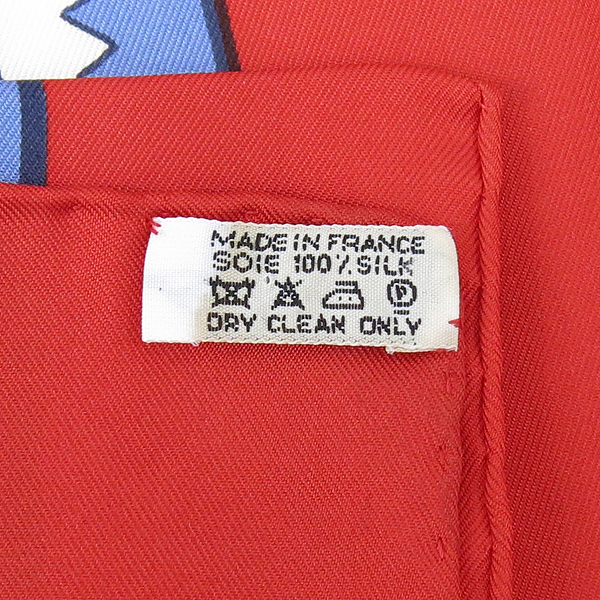 MADE IN FRANCE
SOIE 100% SILK
P
DRY CLEAN ONLY